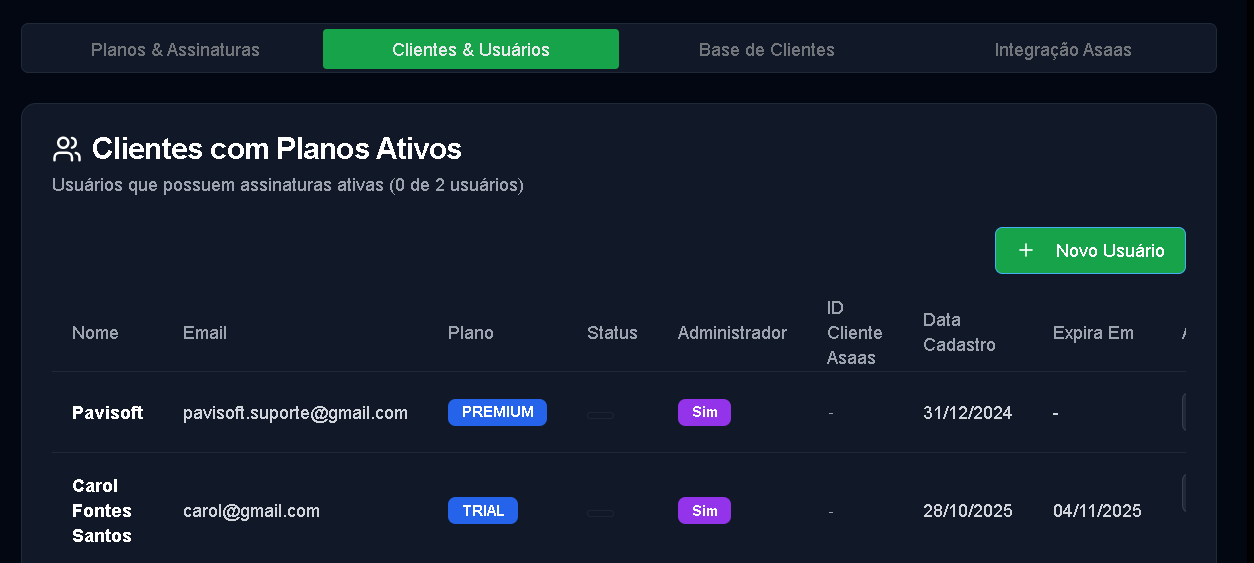 Planos & Assinaturas
Clientes & Usuários
Base de Clientes
Integração Asaas
Clientes com Planos Ativos
Usuários que possuem assinaturas ativas (0 de 2 usuários)
+ Novo Usuário
Nome Email Plano Status Administrador ID Cliente Asaas Data Cadastro Expira Em
Pavisoft pavisoft.suporte@gmail.com PREMIUM Sim - 31/12/2024 -
Carol Fontes Santos carol@gmail.com TRIAL Sim - 28/10/2025 04/11/2025